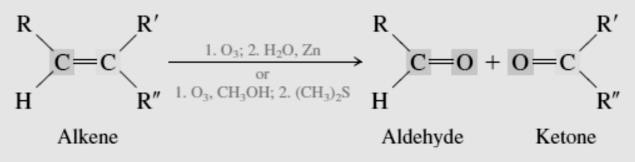 R R′ R R′
1. O₃; 2. H₂O, Zn
C=C C=O + O=C
or
1. O₃, CH₃OH; 2. (CH₃)₂S
H R″ H R″
Alkene Aldehyde Ketone